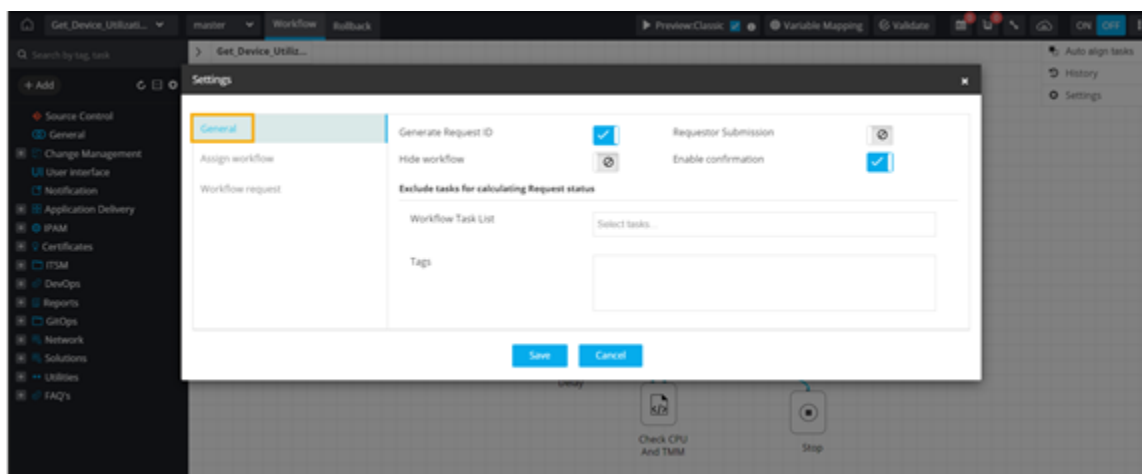 Get_Device_Utilizati...
master
Workflow
Rollback
Preview:Classic
Variable Mapping
Validate
ON
OFF
Search by tag, task
Get_Device_Utiliz...
Auto align tasks
+ Add
History
Settings
Source Control
General
Change Management
UI User interface
Notification
Application Delivery
IPAM
Certificates
ITSM
DevOps
Reports
GitOps
Network
Solutions
Utilities
FAQ's
Settings
General
Assign workflow
Workflow request
Generate Request ID
Requestor Submission
Hide workflow
Enable confirmation
Exclude tasks for calculating Request status
Workflow Task List
Select tasks...
Tags
Save
Cancel
Delay
Check CPU
And TMM
Stop